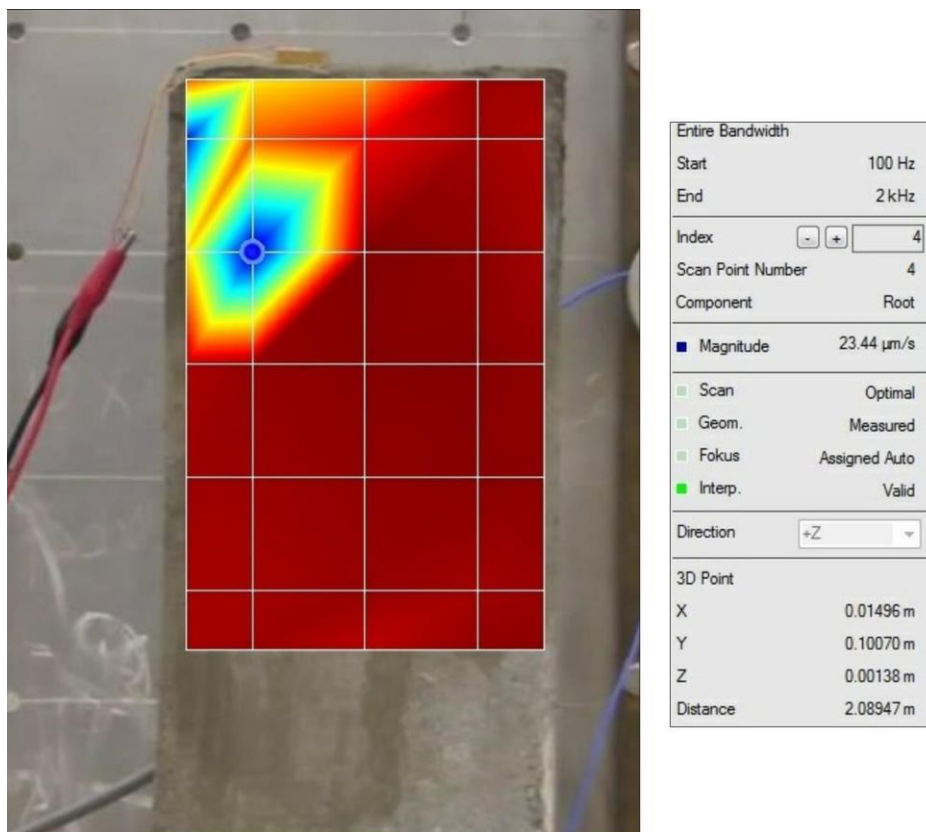 Entire Bandwidth
Start 100 Hz
End 2 kHz
Index - + 4
Scan Point Number 4
Component Root
Magnitude 23.44 µm/s
Scan Optimal
Geom. Measured
Fokus Assigned Auto
Interp. Valid
Direction +Z
3D Point
X 0.01496 m
Y 0.10070 m
Z 0.00138 m
Distance 2.08947 m